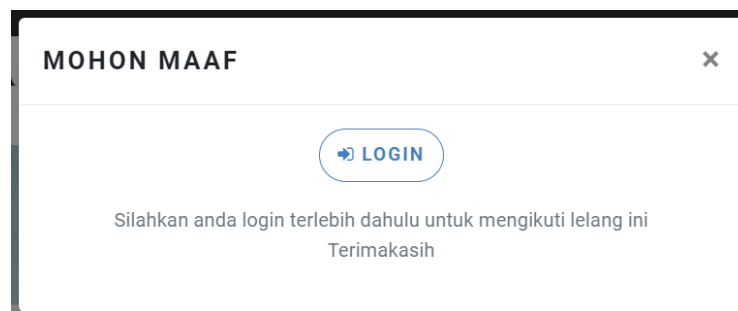 MOHON MAAF ×
LOGIN
Silahkan anda login terlebih dahulu untuk mengikuti lelang ini
Terimakasih